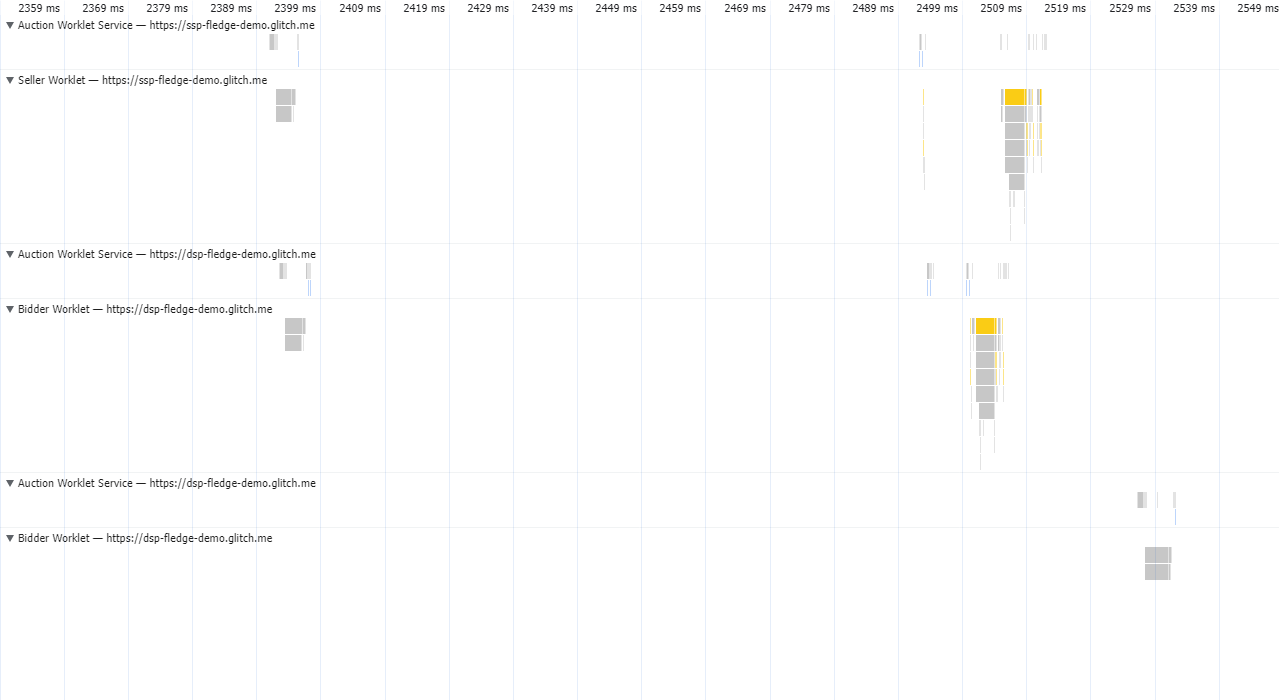 2359 ms 2369 ms 2379 ms 2389 ms 2399 ms 2409 ms 2419 ms 2429 ms 2439 ms 2449 ms 2459 ms 2469 ms 2479 ms 2489 ms 2499 ms 2509 ms 2519 ms 2529 ms 2539 ms 2549 ms
Auction Worklet Service — https://ssp-fledge-demo.glitch.me
Seller Worklet — https://ssp-fledge-demo.glitch.me
Auction Worklet Service — https://dsp-fledge-demo.glitch.me
Bidder Worklet — https://dsp-fledge-demo.glitch.me
Auction Worklet Service — https://dsp-fledge-demo.glitch.me
Bidder Worklet — https://dsp-fledge-demo.glitch.me